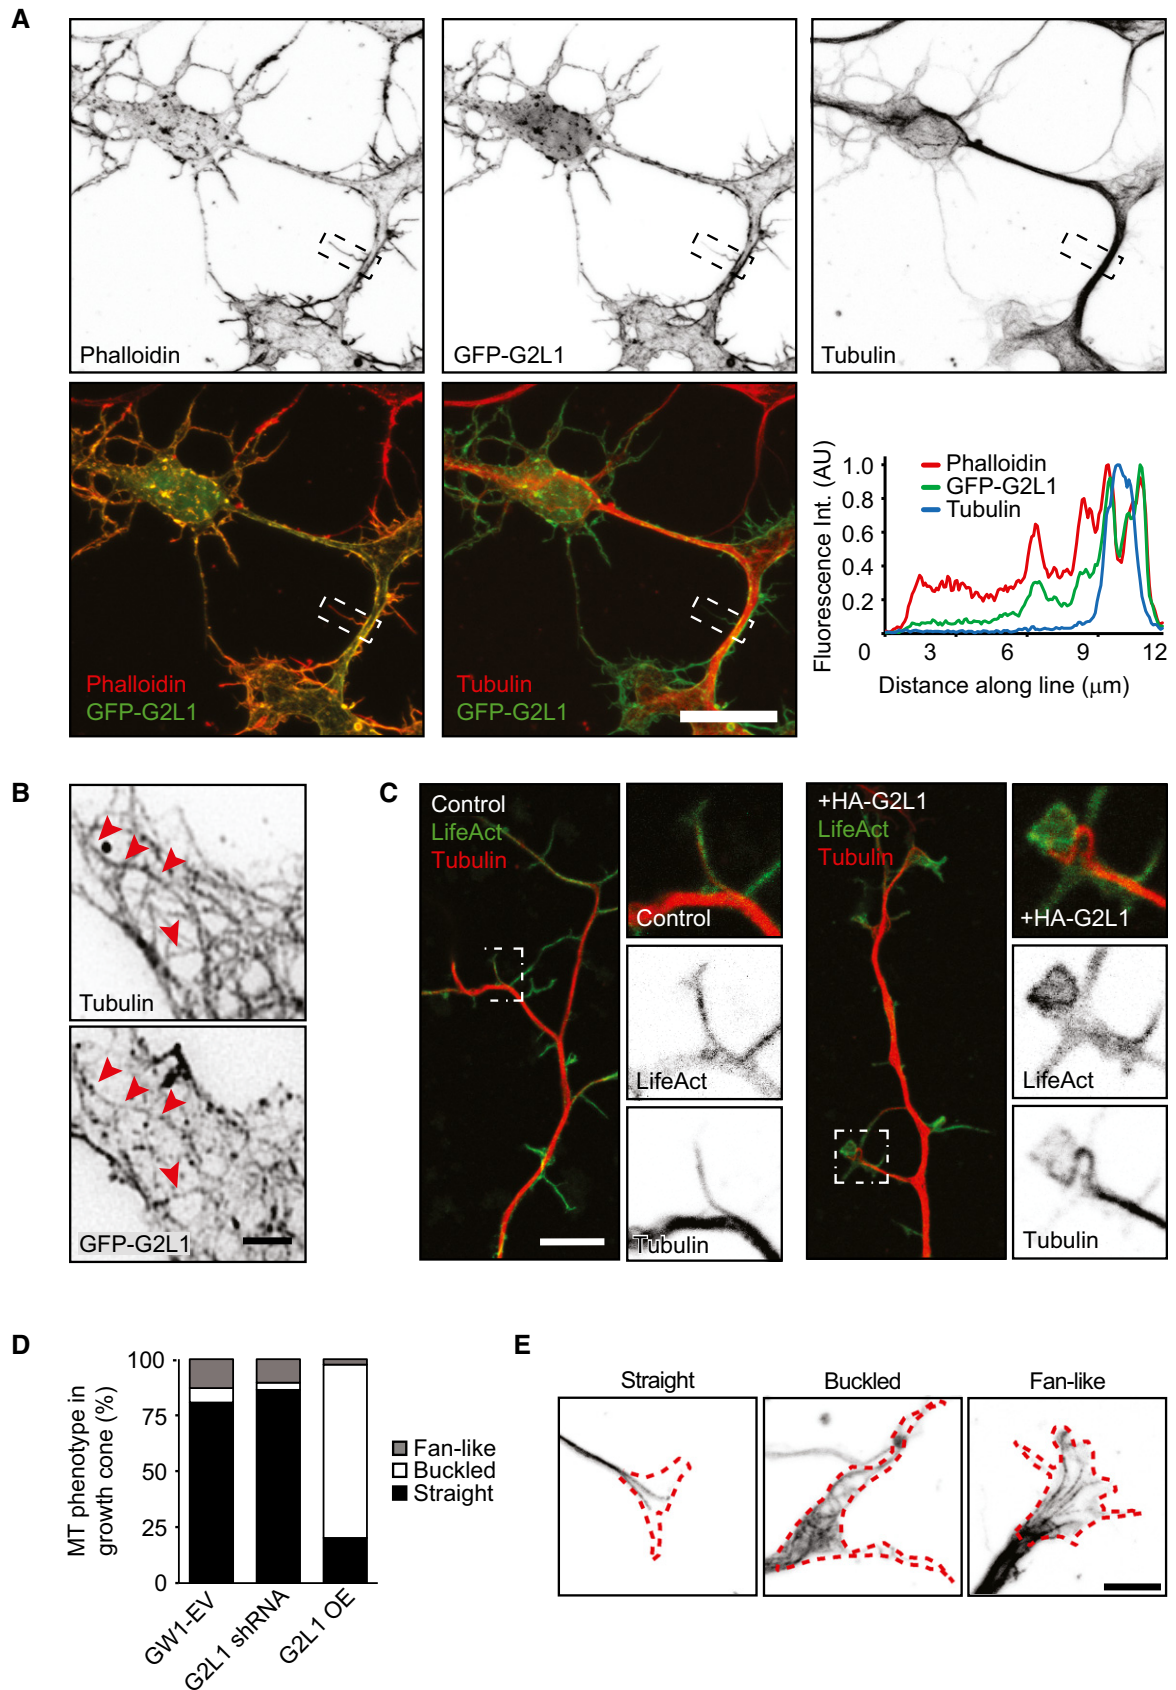 A
Phalloidin
GFP-G2L1
Tubulin
Phalloidin
GFP-G2L1
Tubulin
GFP-G2L1
Fluorescence Int. (AU)
1.0
0.8
0.6
0.4
0.2
Phalloidin
GFP-G2L1
Tubulin
0 3 6 9 12
Distance along line (μm)
B
Tubulin
GFP-G2L1
C
Control
LifeAct
Tubulin
Control
LifeAct
Tubulin
+HA-G2L1
LifeAct
Tubulin
+HA-G2L1
LifeAct
Tubulin
D
MT phenotype in
growth cone (%)
100
75
50
25
0
GW1-EV
G2L1 shRNA
G2L1 OE
Fan-like
Buckled
Straight
E
Straight
Buckled
Fan-like